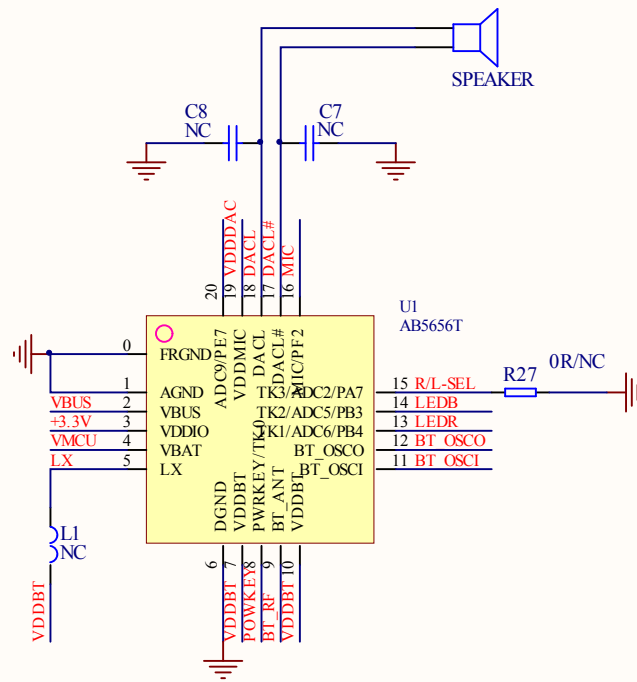 SPEAKER
C8
NC
C7
NC
VDDDAC
DACL
DACL#
MIC
20
19
18
17
16
U1
AB5656T
ADC9/PE7
VDDMIC
DACL
DACL#
MIC/PF2
0
FRGND
1
AGND
VBUS
2
VBUS
+3.3V
3
VDDIO
VMCU
4
VBAT
LX
5
LX
TK3/ADC2/PA7
15
R/L-SEL
R27
0R/NC
TK2/ADC5/PB3
14
LEDB
TK1/ADC6/PB4
13
LEDR
BT_OSCO
12
BT_OSCO
BT_OSCI
11
BT_OSCI
DGND
VDDBT
PWRKEY/TK0
BT_ANT
VDDBT
6
7
8
9
10
VDDBT
POWKEY
BT_RF
VDDBT
L1
NC
VDDBT